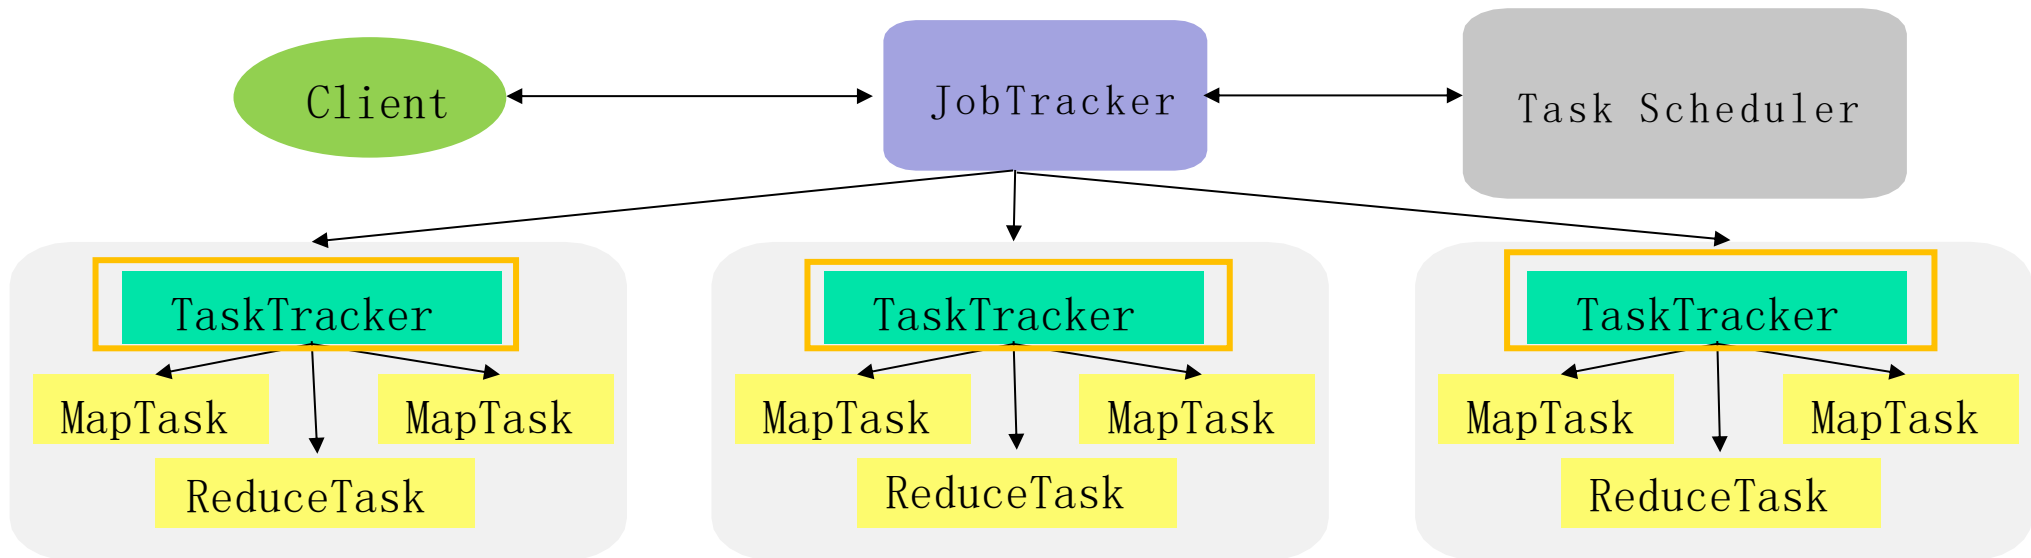 Client
JobTracker
Task Scheduler
TaskTracker
TaskTracker
TaskTracker
MapTask
MapTask
MapTask
MapTask
MapTask
MapTask
ReduceTask
ReduceTask
ReduceTask